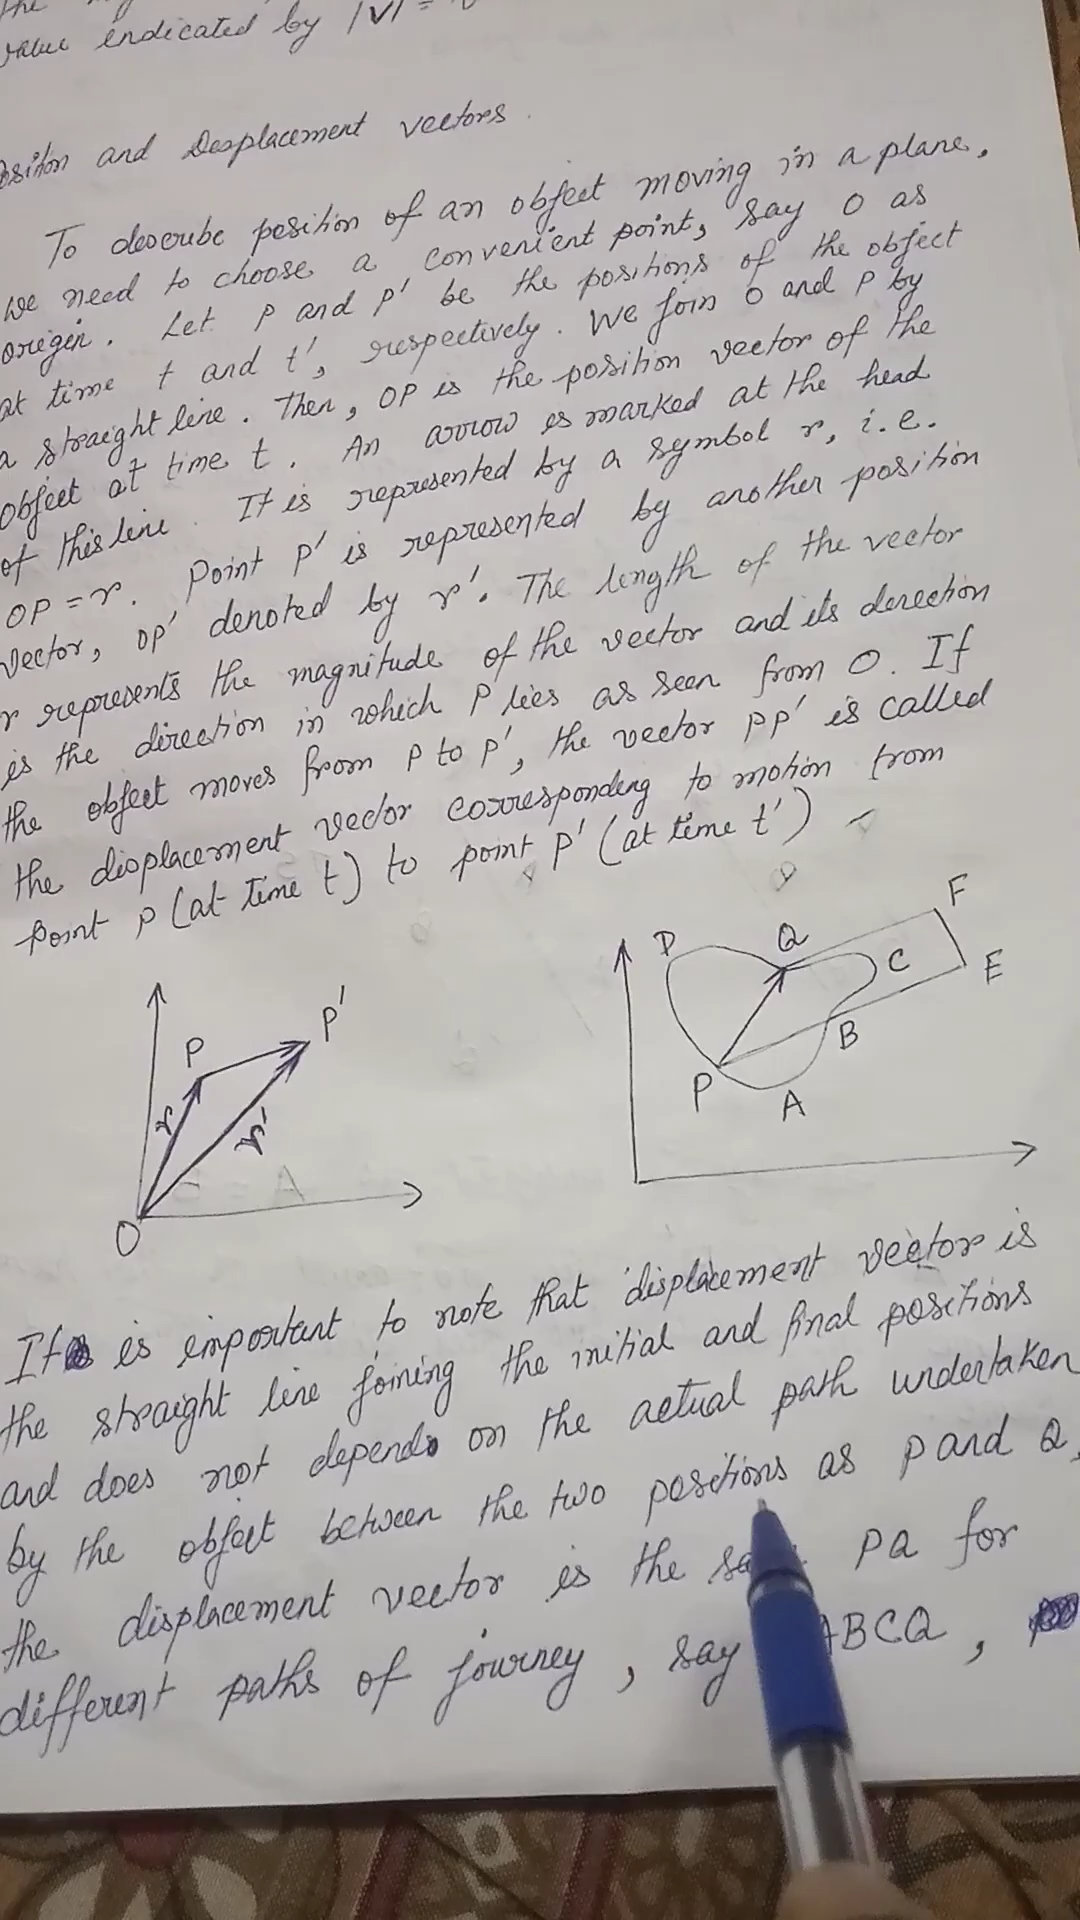 value indicated by |V| =
and Desplacement vectors.
To descrube position of an object moving in a plane,
we need to choose a convenient point, say O as
origin. Let P and P' be the positions of the object
at time t and t', respectively. We join O and P by
a straight line. Then, OP is the position vector of the
object at time t. An arrow is marked at the head
of this line. It is represented by a symbol r, i.e.
OP = r. Point P' is represented by another position
vector, OP' denoted by r'. The length of the vector
r represents the magnitude of the vector and its derection
is the direction in which P lies as seen from O. If
the object moves from P to P', the vector PP' is called
the displacement vector corresponding to motion from
point P (at time t) to point P' (at time t')
P
P'
r
r'
O
D
Q
F
C
E
B
P
A
It is important to note that displacement vector is
the straight line joining the initial and final positions
and does not depend on the actual path undertaken
by the object between the two positions as P and Q,
the displacement vector is the PQ for
different paths of journey, say ABCQ,